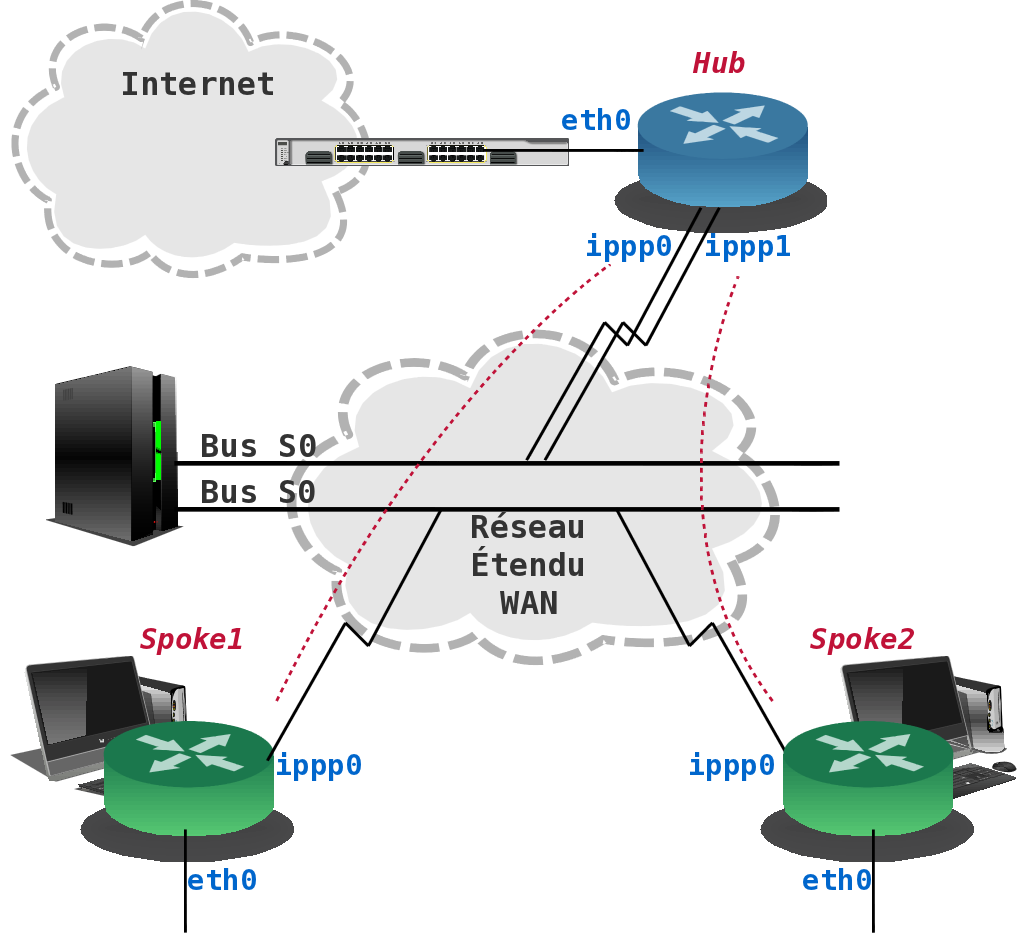 Internet
Hub
eth0
ippp0
ippp1
Bus S0
Bus S0
Réseau
Étendu
WAN
Spoke1
Spoke2
ippp0
ippp0
eth0
eth0